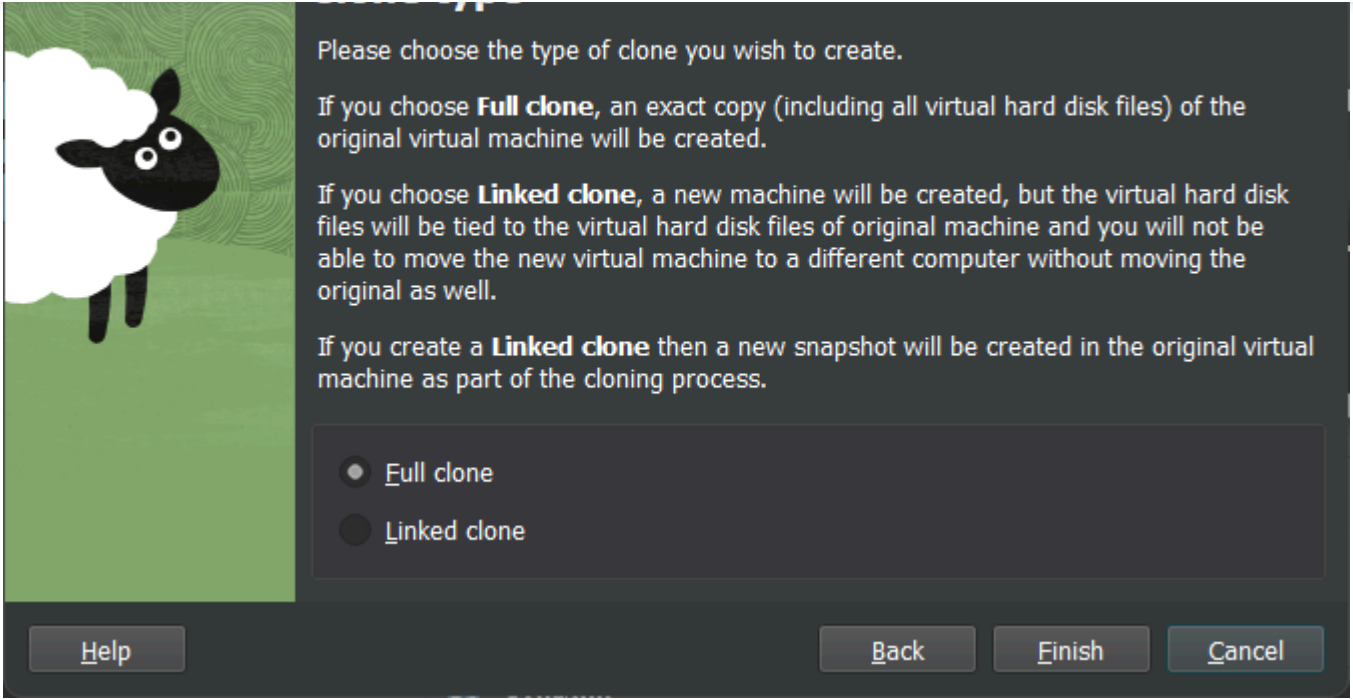 Please choose the type of clone you wish to create.
If you choose Full clone, an exact copy (including all virtual hard disk files) of the
original virtual machine will be created.
If you choose Linked clone, a new machine will be created, but the virtual hard disk
files will be tied to the virtual hard disk files of original machine and you will not be
able to move the new virtual machine to a different computer without moving the
original as well.
If you create a Linked clone then a new snapshot will be created in the original virtual
machine as part of the cloning process.
Full clone
Linked clone
Help
Back
Finish
Cancel